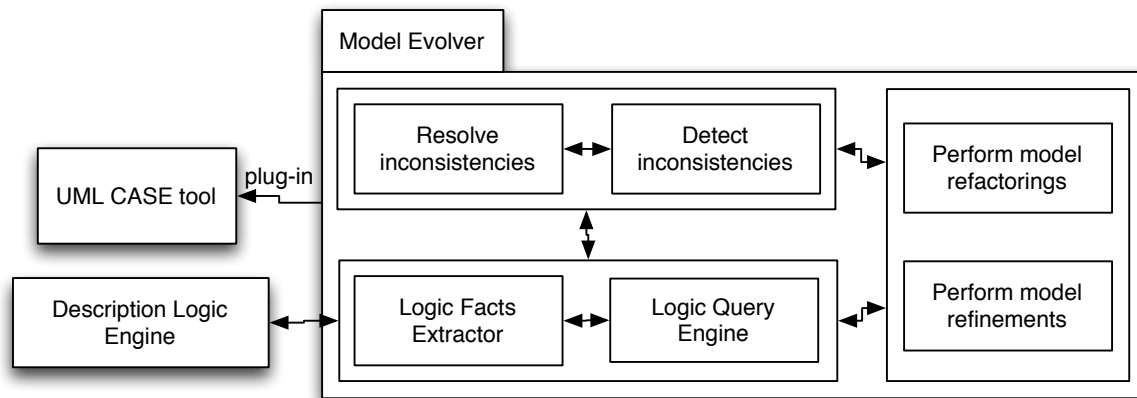 Model Evolver
Resolve
inconsistencies
Detect
inconsistencies
Perform model
refactorings
plug-in
UML CASE tool
Description Logic
Engine
Logic Facts
Extractor
Logic Query
Engine
Perform model
refinements